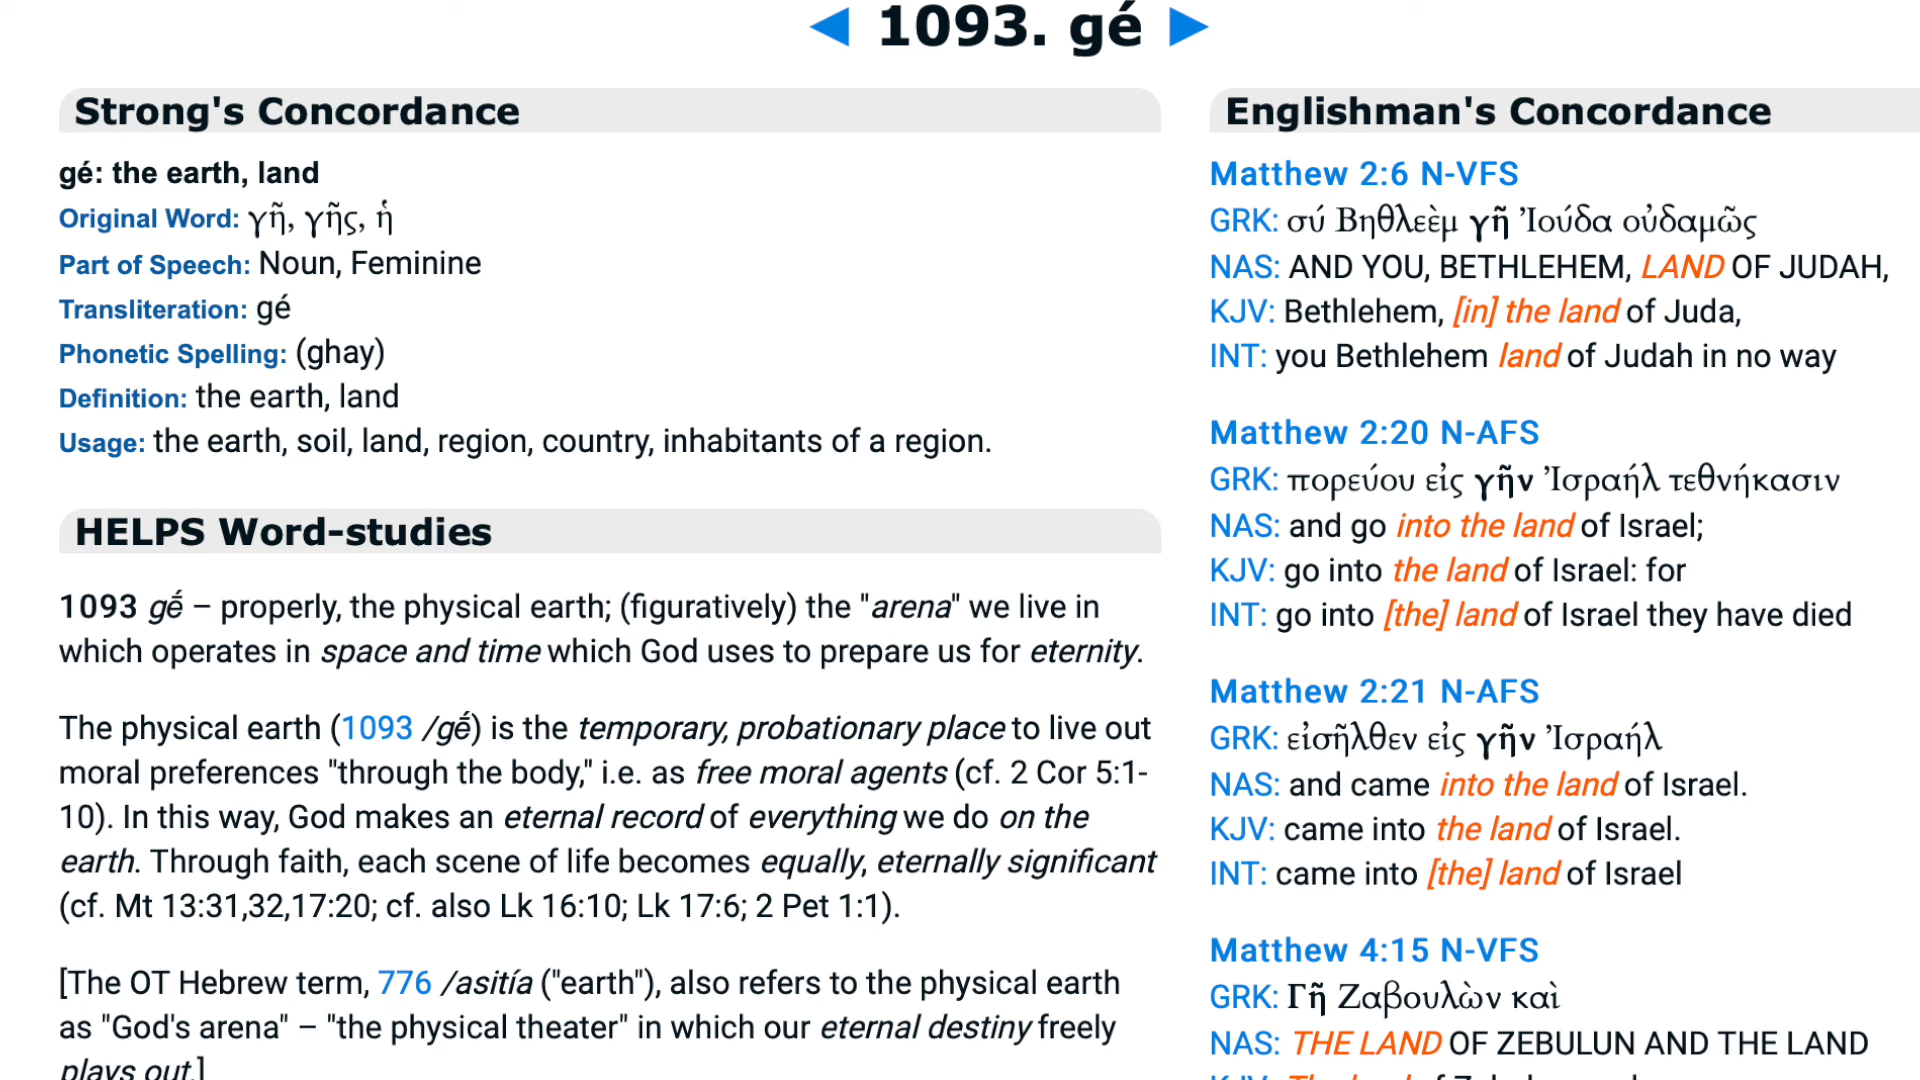 ◀ 1093. gé ▶
Strong's Concordance
gé: the earth, land
Original Word: γῆ, γῆς, ἡ
Part of Speech: Noun, Feminine
Transliteration: gé
Phonetic Spelling: (ghay)
Definition: the earth, land
Usage: the earth, soil, land, region, country, inhabitants of a region.
HELPS Word-studies
1093 gḗ – properly, the physical earth; (figuratively) the "arena" we live in
which operates in space and time which God uses to prepare us for eternity.
The physical earth (1093 /gḗ) is the temporary, probationary place to live out
moral preferences "through the body," i.e. as free moral agents (cf. 2 Cor 5:1-
10). In this way, God makes an eternal record of everything we do on the
earth. Through faith, each scene of life becomes equally, eternally significant
(cf. Mt 13:31,32,17:20; cf. also Lk 16:10; Lk 17:6; 2 Pet 1:1).
[The OT Hebrew term, 776 /asitía ("earth"), also refers to the physical earth
as "God's arena" – "the physical theater" in which our eternal destiny freely
plays out.]
Englishman's Concordance
Matthew 2:6 N-VFS
GRK: σύ Βηθλεὲμ γῆ Ἰούδα οὐδαμῶς
NAS: AND YOU, BETHLEHEM, LAND OF JUDAH,
KJV: Bethlehem, [in] the land of Juda,
INT: you Bethlehem land of Judah in no way
Matthew 2:20 N-AFS
GRK: πορεύου εἰς γῆν Ἰσραήλ τεθνήκασιν
NAS: and go into the land of Israel;
KJV: go into the land of Israel: for
INT: go into [the] land of Israel they have died
Matthew 2:21 N-AFS
GRK: εἰσῆλθεν εἰς γῆν Ἰσραήλ
NAS: and came into the land of Israel.
KJV: came into the land of Israel.
INT: came into [the] land of Israel
Matthew 4:15 N-VFS
GRK: Γῆ Ζαβουλὼν καὶ
NAS: THE LAND OF ZEBULUN AND THE LAND